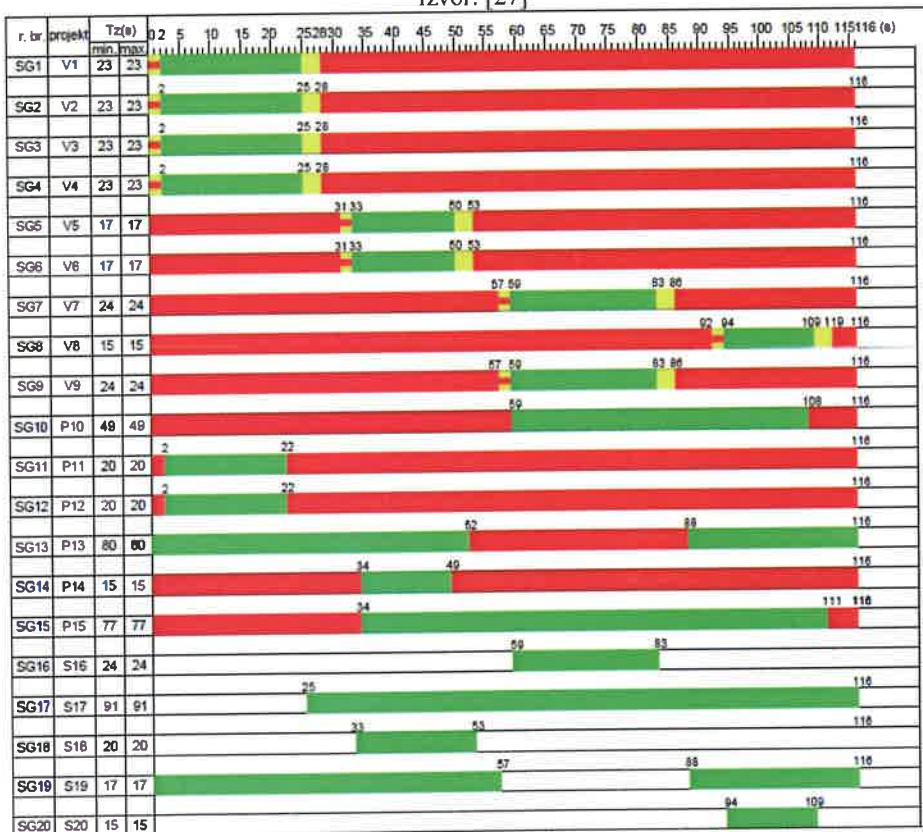 Izvor: [27]
r. br. projekt Tz(s) 0 2 5 10 15 20 25 28 30 35 40 45 50 55 60 65 70 75 80 85 90 95 100 105 110 115 116 (s)
min. max.
SG1 V1 23 23 116
2 25 28 116
SG2 V2 23 23
2 25 28 116
SG3 V3 23 23
2 25 28 116
SG4 V4 23 23
31 33 50 53 116
SG5 V5 17 17
31 33 50 53 116
SG6 V6 17 17
57 59 83 86 116
SG7 V7 24 24
92 94 109 119 116
SG8 V8 15 15
57 59 83 86 116
SG9 V9 24 24
59 108 116
SG10 P10 49 49
2 22 116
SG11 P11 20 20
2 22 116
SG12 P12 20 20
52 88 116
SG13 P13 80 80
34 49 116
SG14 P14 15 15
34 111 116
SG15 P15 77 77
59 83
SG16 S16 24 24
25 116
SG17 S17 91 91
33 53 116
SG18 S18 20 20
57 88 116
SG19 S19 17 17
94 109
SG20 S20 15 15